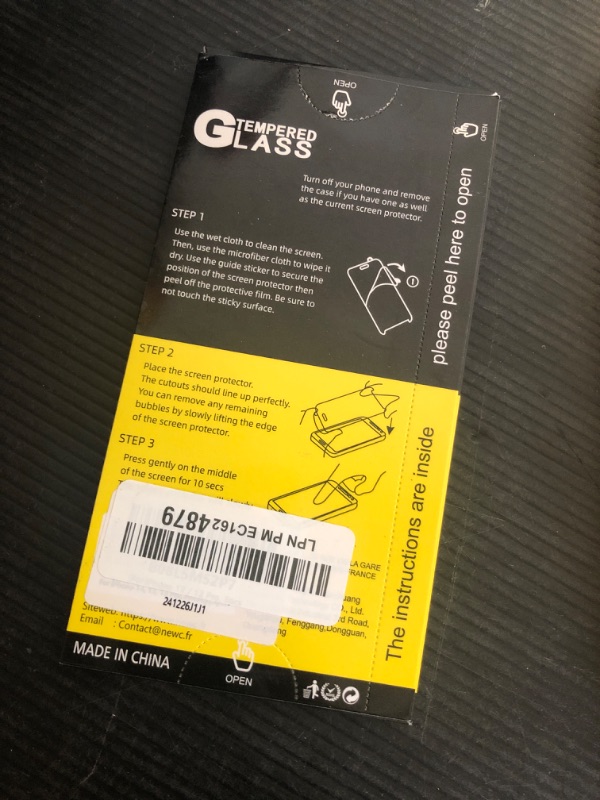 OPEN
TEMPERED
GLASS
OPEN
please peel here to open
Turn off your phone and remove
the case if you have one as well
as the current screen protector.
STEP 1
Use the wet cloth to clean the screen.
Then, use the microfiber cloth to wipe it
dry. Use the guide sticker to secure the
position of the screen protector then
peel off the protective film. Be sure to
not touch the sticky surface.
STEP 2
Place the screen protector.
The cutouts should line up perfectly.
You can remove any remaining
bubbles by slowly lifting the edge
of the screen protector.
STEP 3
Press gently on the middle
of the screen for 10 secs
The instructions are inside
LPN PM EC1624879
241226J1J1
LA GARE
FRANCE
Ltd.
Road,
Fenggang,Dongguan,
Siteweb:
Email : Contact@newc.fr
MADE IN CHINA
OPEN